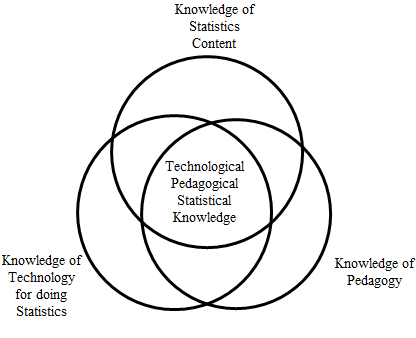 Knowledge of
Statistics
Content
Technological
Pedagogical
Statistical
Knowledge
Knowledge of
Technology
for doing
Statistics
Knowledge of
Pedagogy